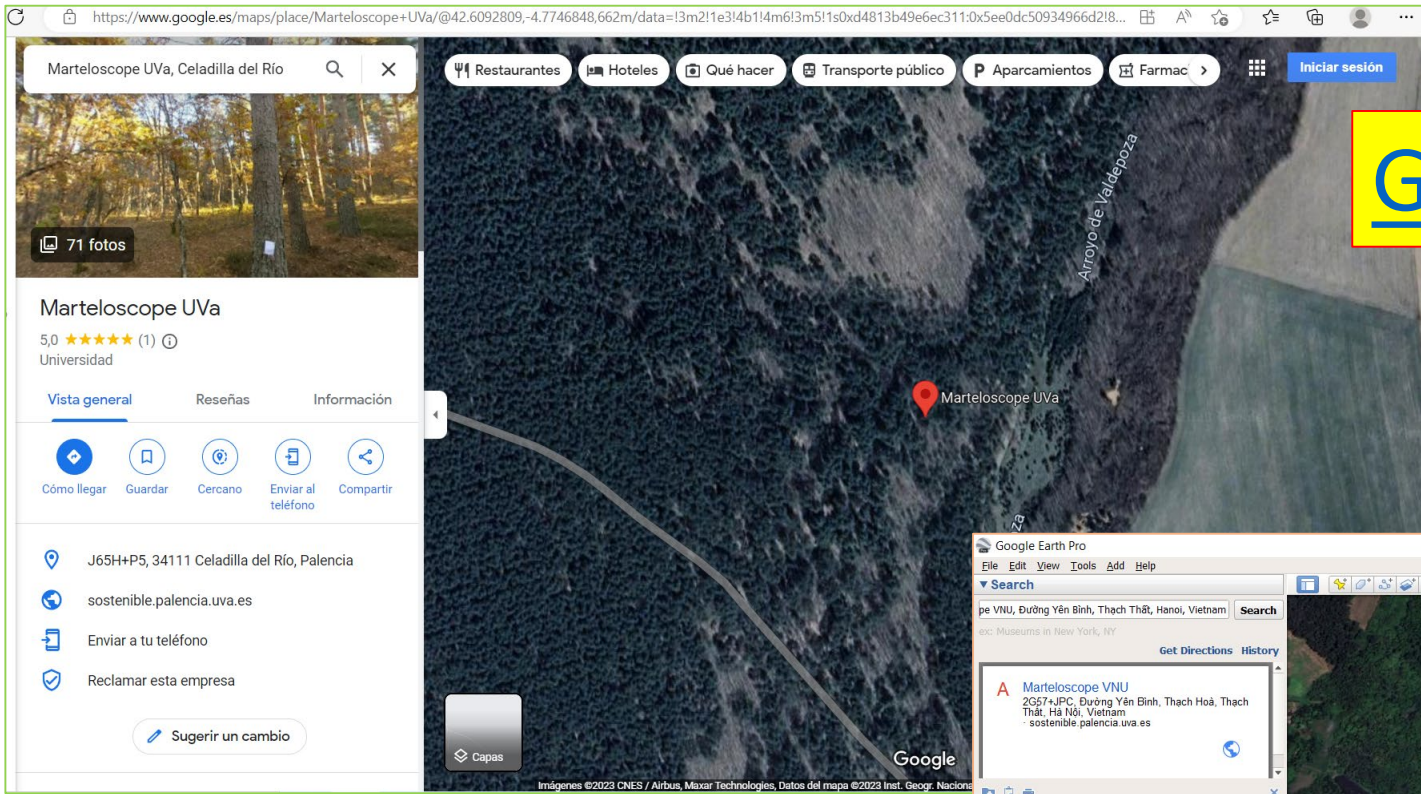 https://www.google.es/maps/place/Marteloscope+UVa/@42.6092809,-4.7746848,662m/data=!3m2!1e3!4b1!4m6!3m5!1s0xd4813b49e6ec311:0x5ee0dc50934966d2!8...
Marteloscope UVa, Celadilla del Río
Restaurantes
Hoteles
Qué hacer
Transporte público
Aparcamientos
Farmac
Iniciar sesión
G
71 fotos
Marteloscope UVa
5,0 (1)
Universidad
Vista general
Reseñas
Información
Cómo llegar
Guardar
Cercano
Enviar al
teléfono
Compartir
J65H+P5, 34111 Celadilla del Río, Palencia
sostenible.palencia.uva.es
Enviar a tu teléfono
Reclamar esta empresa
Sugerir un cambio
Arroyo de Valdepoza
Marteloscope UVa
Capas
Google
Imágenes ©2023 CNES / Airbus, Maxar Technologies, Datos del mapa ©2023 Inst. Geogr. Naciona
Google Earth Pro
File Edit View Tools Add Help
Search
pe VNU, Đường Yên Bình, Thạch Thất, Hanoi, Vietnam
Search
ex: Museums in New York, NY
Get Directions History
A Marteloscope VNU
2G57+JPC, Đường Yên Bình, Thạch Hoà, Thạch
Thất, Hà Nội, Vietnam
- sostenible.palencia.uva.es